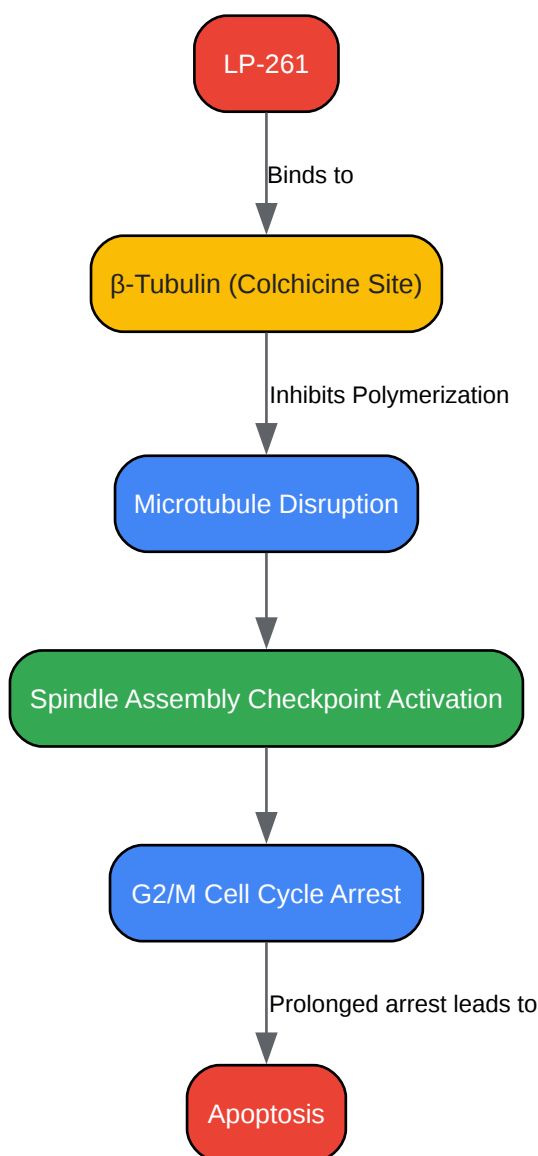 LP-261
Binds to
β-Tubulin (Colchicine Site)
Inhibits Polymerization
Microtubule Disruption
Spindle Assembly Checkpoint Activation
G2/M Cell Cycle Arrest
Prolonged arrest leads to
Apoptosis